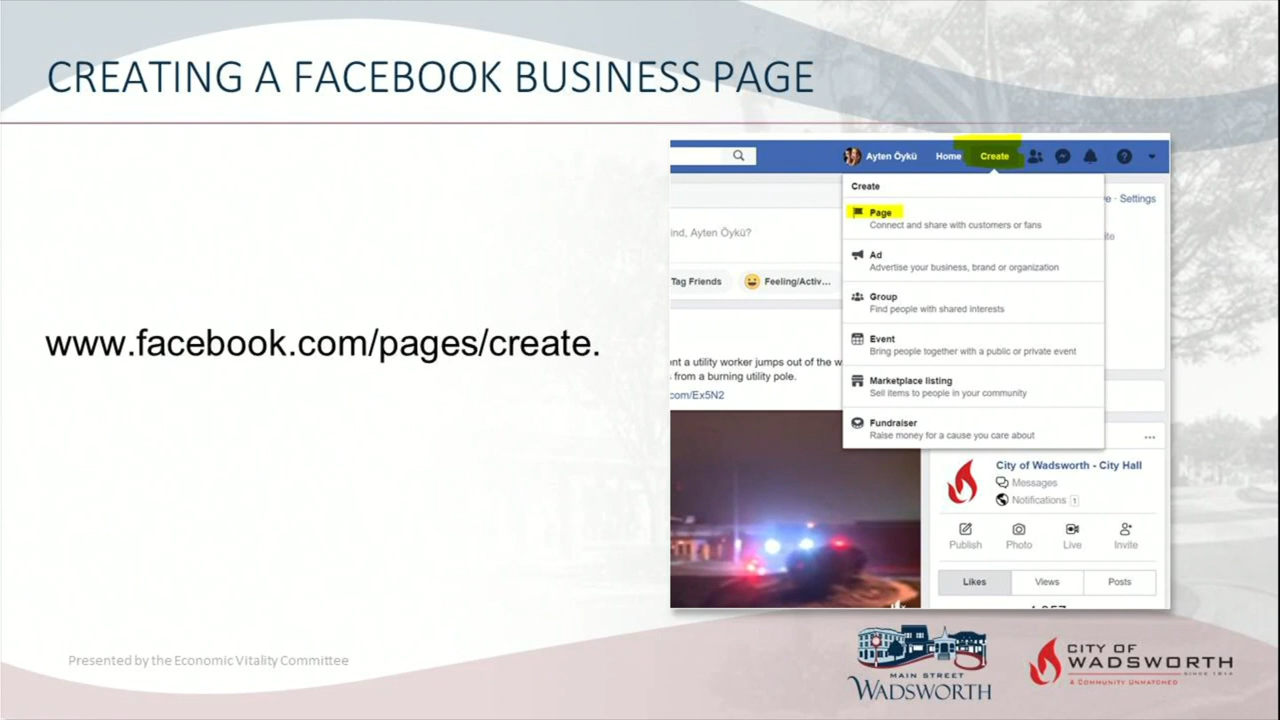 CREATING A FACEBOOK BUSINESS PAGE
www.facebook.com/pages/create.
Ayten Öykü Home Create
Create
Page
Connect and share with customers or fans
Ad
Advertise your business, brand or organization
Group
Find people with shared interests
Event
Bring people together with a public or private event
Marketplace listing
Sell items to people in your community
Fundraiser
Raise money for a cause you care about
· Settings
ind, Ayten Öykü?
Tag Friends Feeling/Activ...
nt a utility worker jumps out of the w
s from a burning utility pole.
com/Ex5N2
City of Wadsworth - City Hall
Messages
Notifications 1
Publish Photo Live Invite
Likes Views Posts
Presented by the Economic Vitality Committee
MAIN STREET
WADSWORTH
CITY OF
WADSWORTH
SINCE 1814
A COMMUNITY UNMATCHED